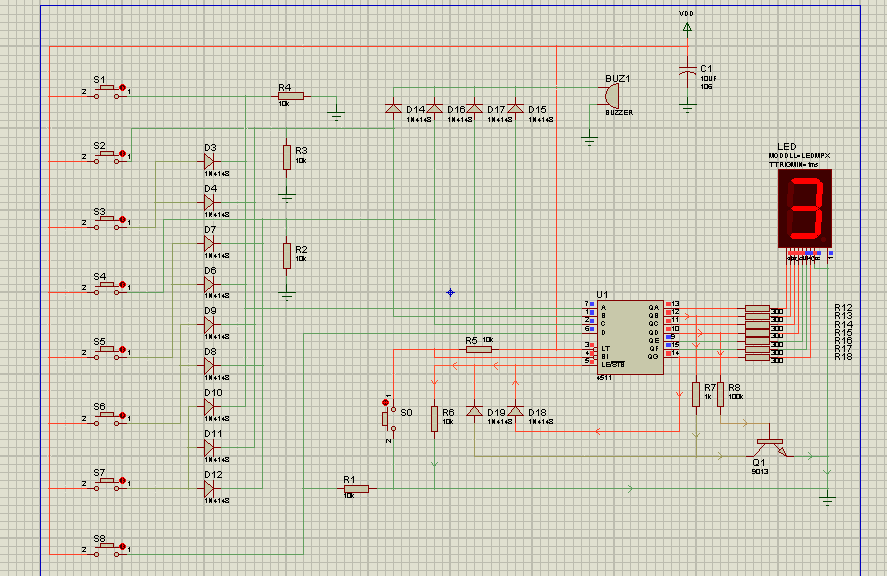 VDD
C1
10UF
106
S1
2 1
R4
10k
D14
1N4148
D16
1N4148
D17
1N4148
D15
1N4148
BUZ1
BUZZER
S2
2 1
D3
1N4148
R3
10k
LED
D4
1N4148
S3
2 1
D7
1N4148
R2
10k
S4
2 1
D6
1N4148
U1
7 A QA 13
1 B QB 12
2 C QC 11
6 D QD 10
QE 9
3 LT QF 15
4 BI QG 14
5 LE/STB
4511
300
300
300
300
300
300
300
R12
R13
R14
R15
R16
R17
R18
D9
1N4148
S5
2 1
D8
1N4148
R5
10k
D10
1N4148
S6
2 1
S0
1
2
R6
10k
D19
1N4148
D18
1N4148
R7
1k
R8
100k
D11
1N4148
Q1
9013
S7
2 1
D12
1N4148
R1
10k
S8
2 1